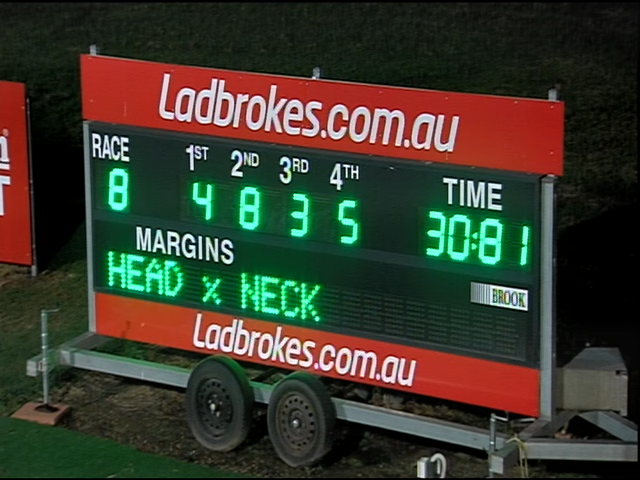 Ladbrokes.com.au
RACE 1ST 2ND 3RD 4TH TIME
8 4 8 3 5 30:81
MARGINS
HEAD x NECK
BROOK
Ladbrokes.com.au